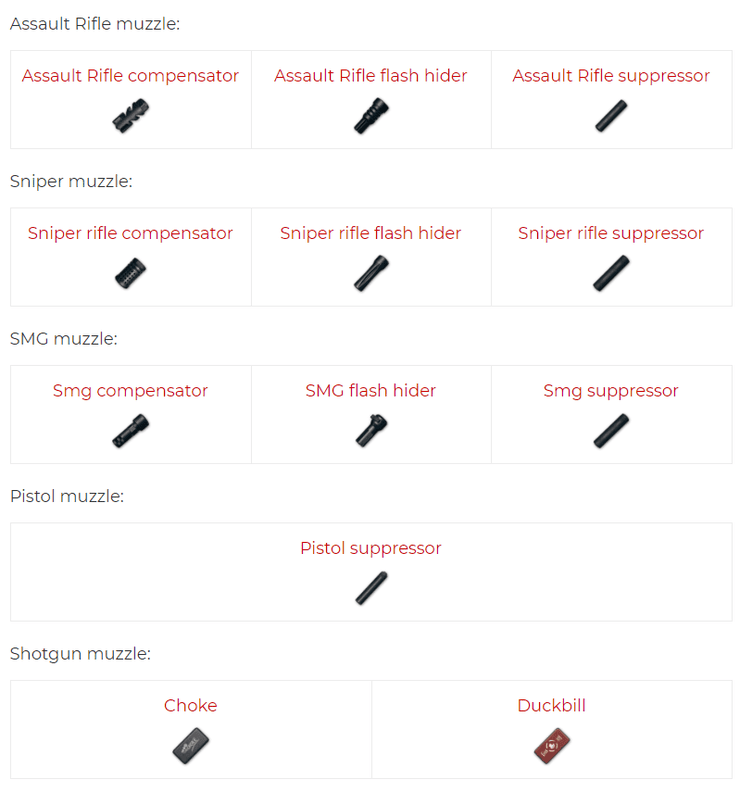 Assault Rifle muzzle:
Assault Rifle compensator
Assault Rifle flash hider
Assault Rifle suppressor
Sniper muzzle:
Sniper rifle compensator
Sniper rifle flash hider
Sniper rifle suppressor
SMG muzzle:
Smg compensator
SMG flash hider
Smg suppressor
Pistol muzzle:
Pistol suppressor
Shotgun muzzle:
Choke
Duckbill